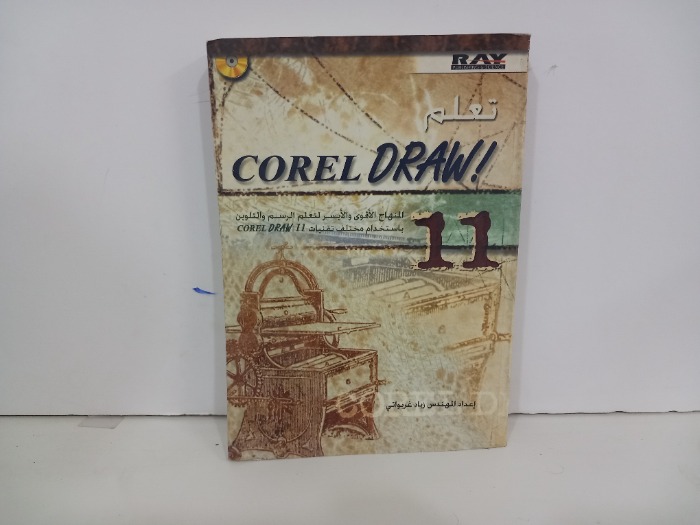 RAY
تعلم
COREL DRAW!
11
المنهاج الأقوى والأيسر لتعلم الرسم والتلوين
باستخدام مختلف تقنيات COREL DRAW 11
إعداد المهندس زياد غريواتي